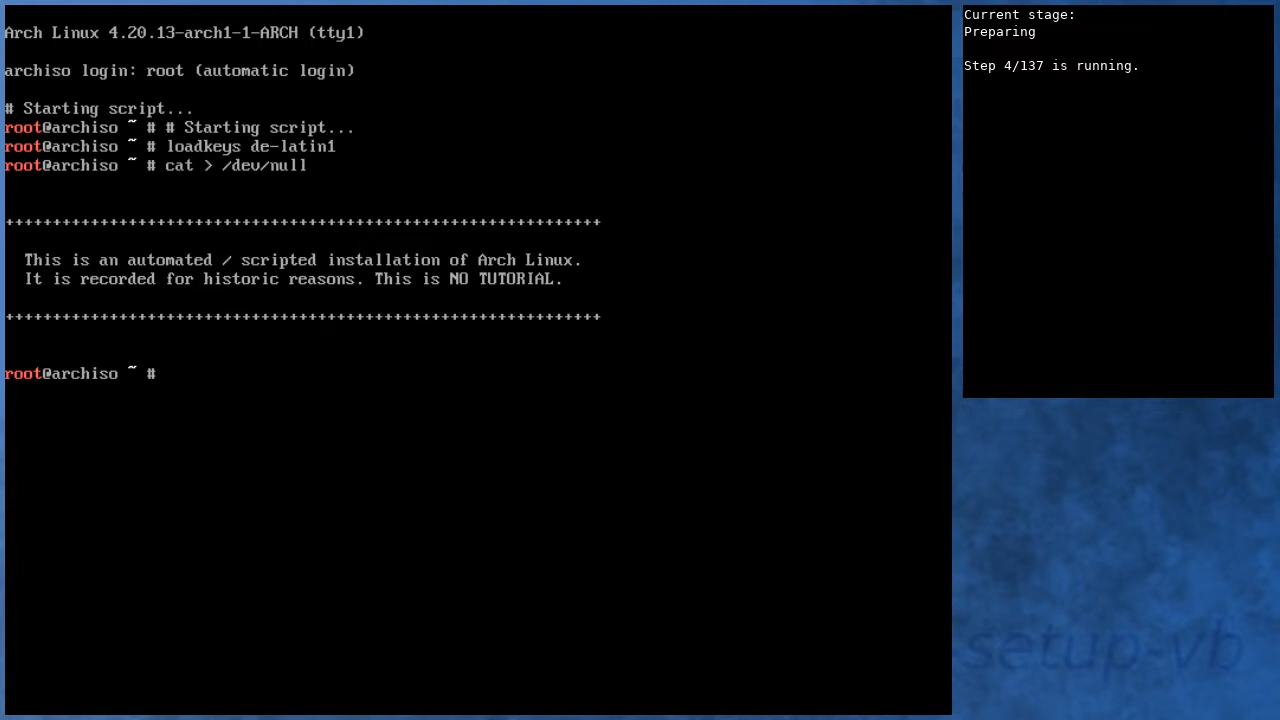 Arch Linux 4.20.13-arch1-1-ARCH (tty1)
archiso login: root (automatic login)
# Starting script...
root@archiso ~ # # Starting script...
root@archiso ~ # loadkeys de-latin1
root@archiso ~ # cat > /dev/null
+++++++++++++++++++++++++++++++++++++++++++++++++++++++++++++++
This is an automated / scripted installation of Arch Linux.
It is recorded for historic reasons. This is NO TUTORIAL.
+++++++++++++++++++++++++++++++++++++++++++++++++++++++++++++++
root@archiso ~ #
Current stage:
Preparing
Step 4/137 is running.
setup-vb